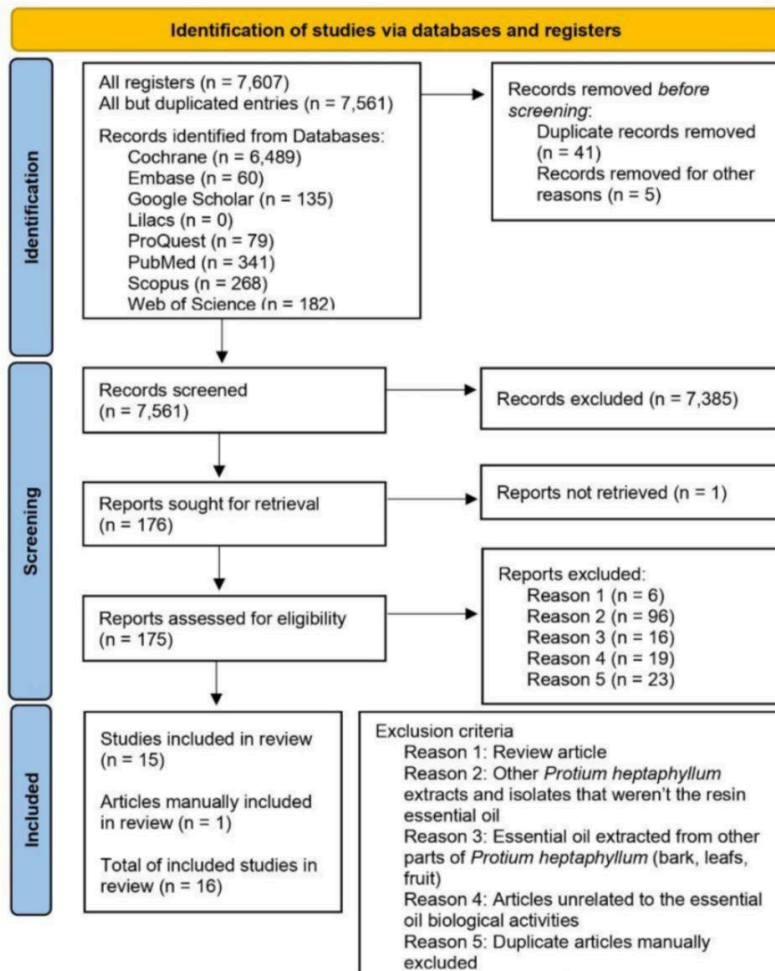 Identification of studies via databases and registers
Identification
All registers (n = 7,607)
All but duplicated entries (n = 7,561)
Records identified from Databases:
Cochrane (n = 6,489)
Embase (n = 60)
Google Scholar (n = 135)
Lilacs (n = 0)
ProQuest (n = 79)
PubMed (n = 341)
Scopus (n = 268)
Web of Science (n = 182)
Records removed before
screening:
Duplicate records removed
(n = 41)
Records removed for other
reasons (n = 5)
Screening
Records screened
(n = 7,561)
Records excluded (n = 7,385)
Reports sought for retrieval
(n = 176)
Reports not retrieved (n = 1)
Reports assessed for eligibility
(n = 175)
Reports excluded:
Reason 1 (n = 6)
Reason 2 (n = 96)
Reason 3 (n = 16)
Reason 4 (n = 19)
Reason 5 (n = 23)
Included
Studies included in review
(n = 15)
Articles manually included
in review (n = 1)
Total of included studies in
review (n = 16)
Exclusion criteria
Reason 1: Review article
Reason 2: Other Protium heptaphyllum
extracts and isolates that weren't the resin
essential oil
Reason 3: Essential oil extracted from other
parts of Protium heptaphyllum (bark, leafs,
fruit)
Reason 4: Articles unrelated to the essential
oil biological activities
Reason 5: Duplicate articles manually
excluded